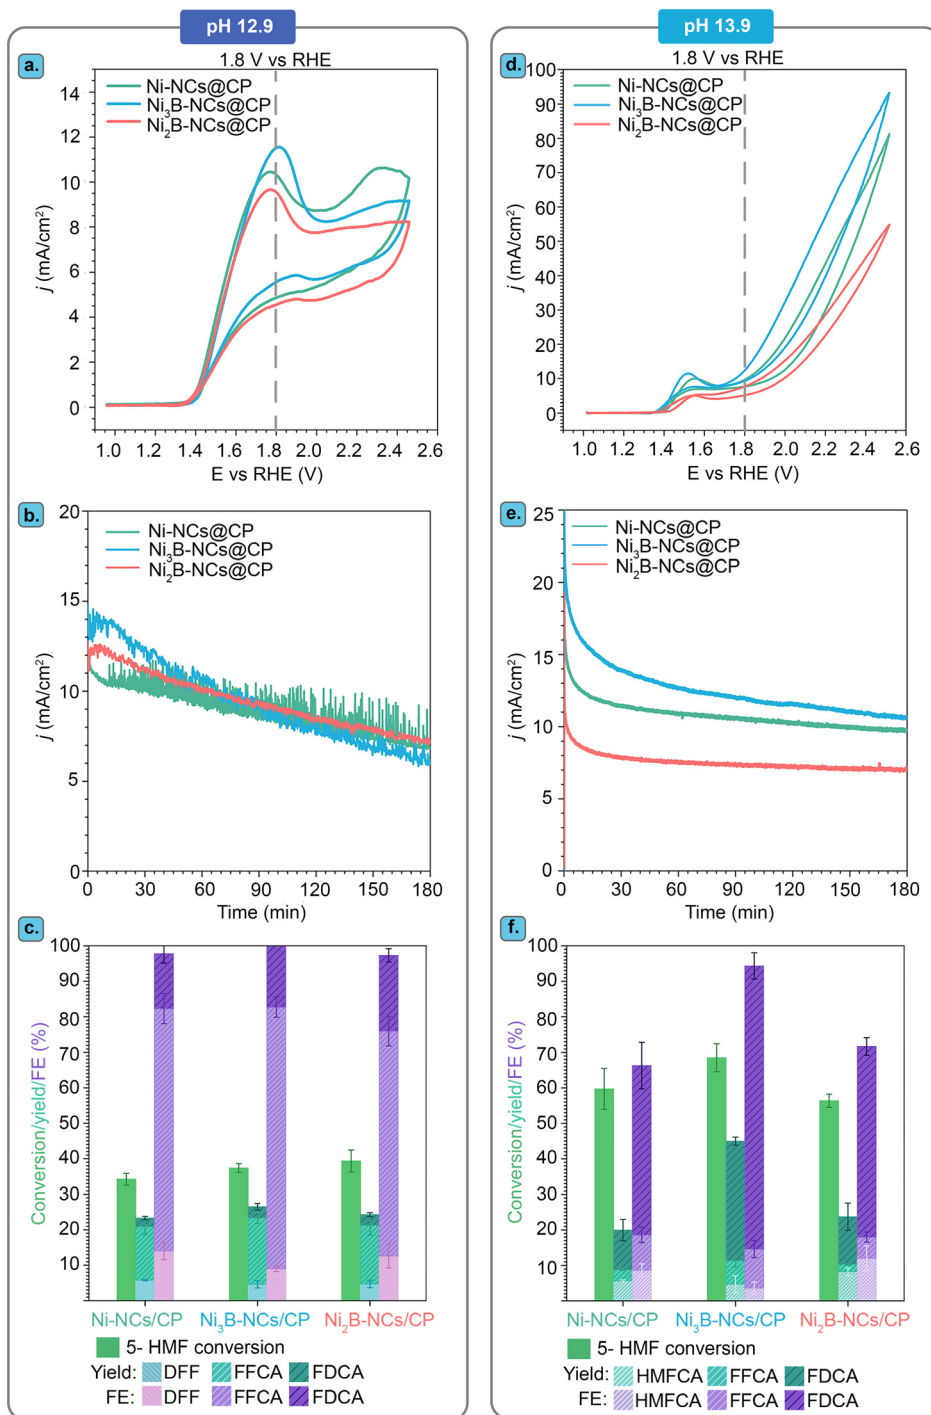 pH 12.9
a.
1.8 V vs RHE
Ni-NCs@CP
Ni3B-NCs@CP
Ni2B-NCs@CP
14
12
10
8
6
4
2
0
j (mA/cm²)
1.0 1.2 1.4 1.6 1.8 2.0 2.2 2.4 2.6
E vs RHE (V)
b.
Ni-NCs@CP
Ni3B-NCs@CP
Ni2B-NCs@CP
20
15
10
5
0
j (mA/cm²)
0 30 60 90 120 150 180
Time (min)
c.
100
90
80
70
60
50
40
30
20
10
Conversion/yield/FE (%)
Ni-NCs/CP Ni3B-NCs/CP Ni2B-NCs/CP
5- HMF conversion
Yield: DFF FFCA FDCA
FE: DFF FFCA FDCA
pH 13.9
d.
1.8 V vs RHE
Ni-NCs@CP
Ni3B-NCs@CP
Ni2B-NCs@CP
100
90
80
70
60
50
40
30
20
10
0
j (mA/cm²)
1.0 1.2 1.4 1.6 1.8 2.0 2.2 2.4 2.6
E vs RHE (V)
e.
Ni-NCs@CP
Ni3B-NCs@CP
Ni2B-NCs@CP
25
20
15
10
5
0
j (mA/cm²)
0 30 60 90 120 150 180
Time (min)
f.
100
90
80
70
60
50
40
30
20
10
Conversion/yield/FE (%)
Ni-NCs/CP Ni3B-NCs/CP Ni2B-NCs/CP
5- HMF conversion
Yield: HMFCA FFCA FDCA
FE: HMFCA FFCA FDCA